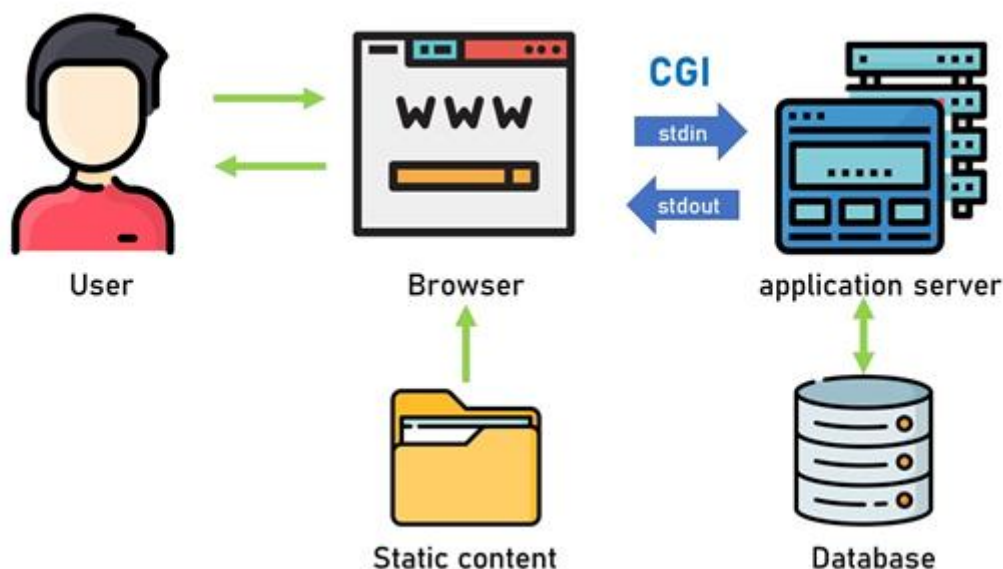 WWW
CGI
stdin
stdout
User
Browser
application server
Static content
Database